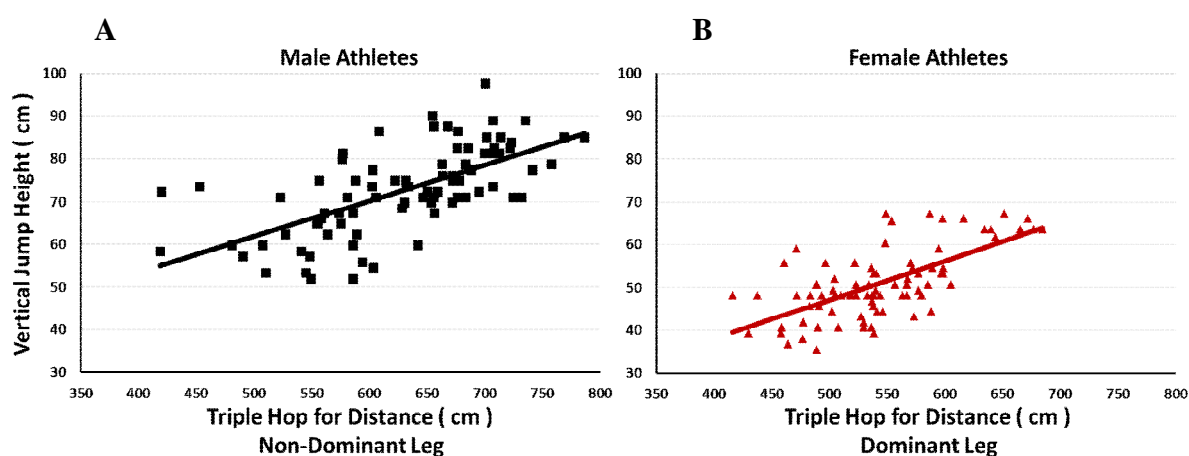 A
Male Athletes
Vertical Jump Height ( cm )
100
90
80
70
60
50
40
30
350 400 450 500 550 600 650 700 750 800
Triple Hop for Distance ( cm )
Non-Dominant Leg
B
Female Athletes
100
90
80
70
60
50
40
30
350 400 450 500 550 600 650 700 750 800
Triple Hop for Distance ( cm )
Dominant Leg